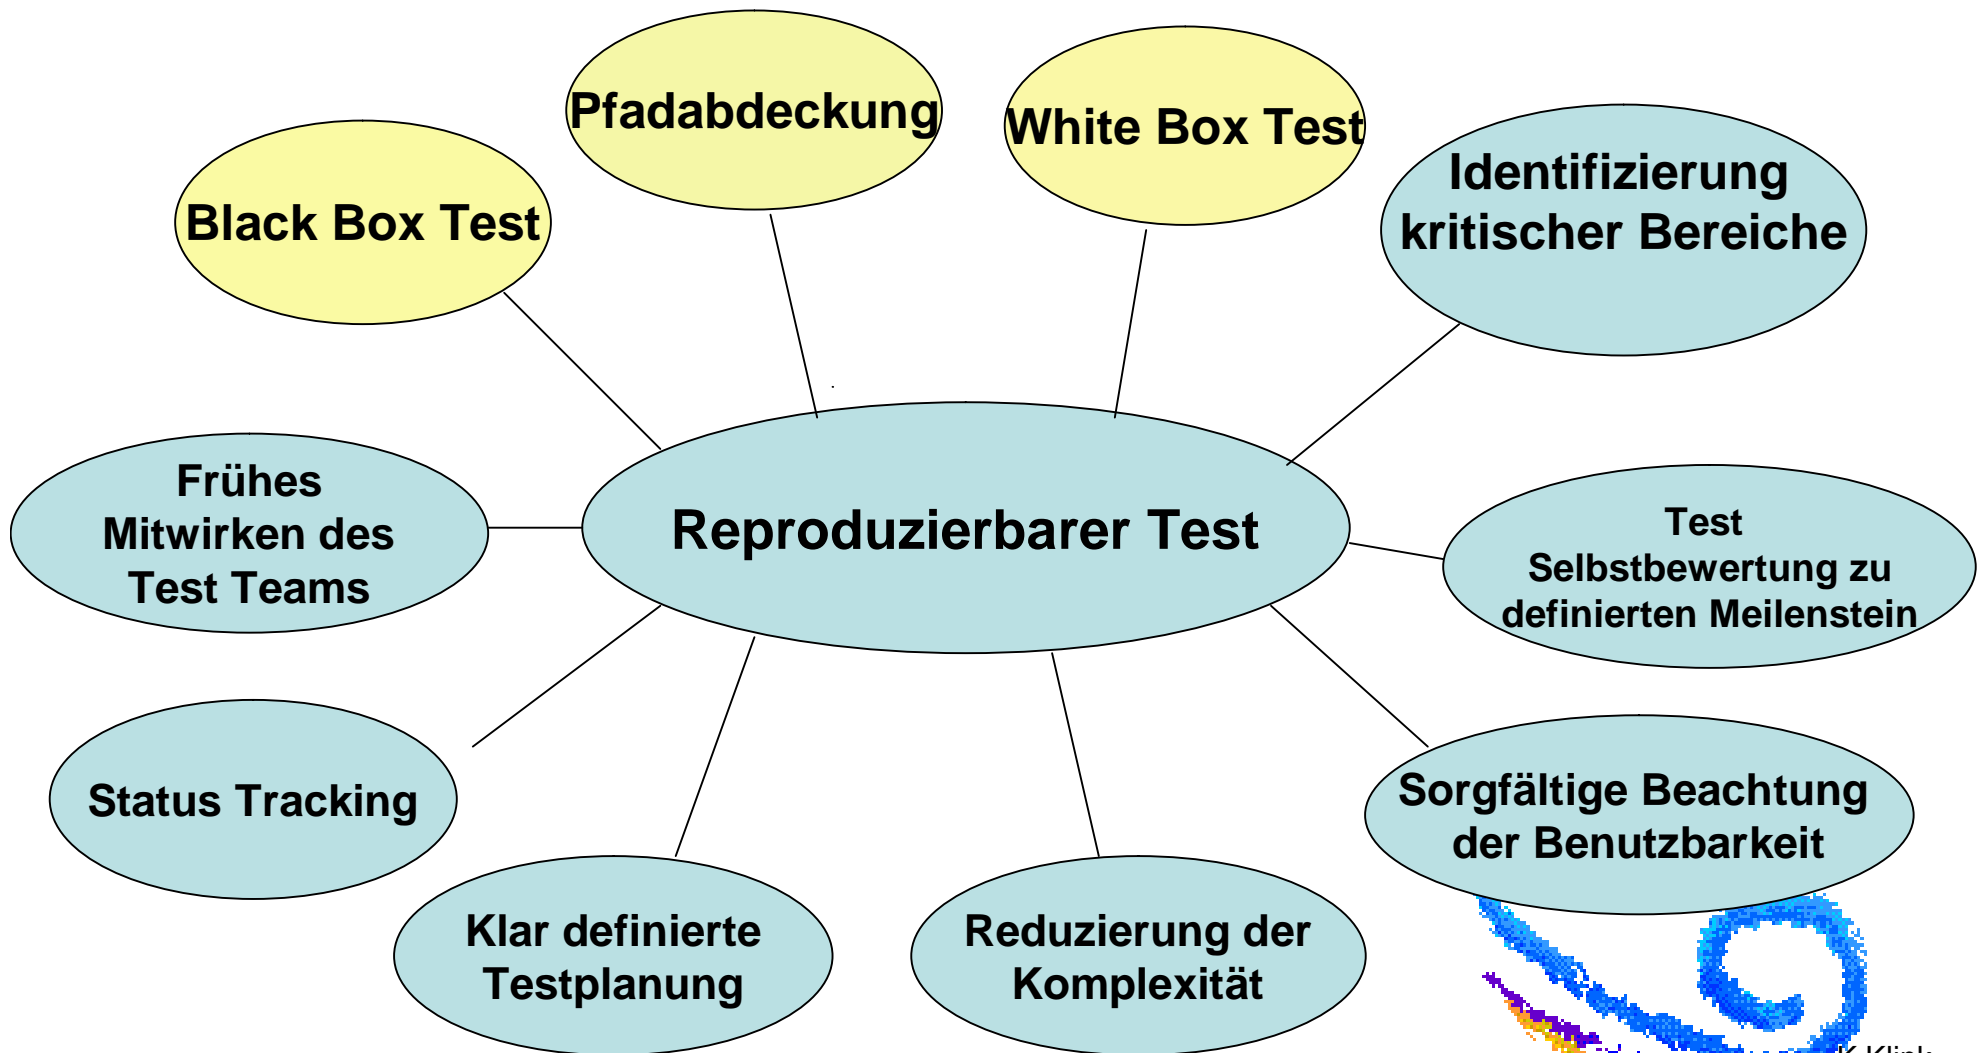 Pfadabdeckung
White Box Test
Black Box Test
Identifizierung
kritischer Bereiche
Reproduzierbarer Test
Frühes
Mitwirken des
Test Teams
Test
Selbstbewertung zu
definierten Meilenstein
Status Tracking
Sorgfältige Beachtung
der Benutzbarkeit
Klar definierte
Testplanung
Reduzierung der
Komplexität
K.Klink